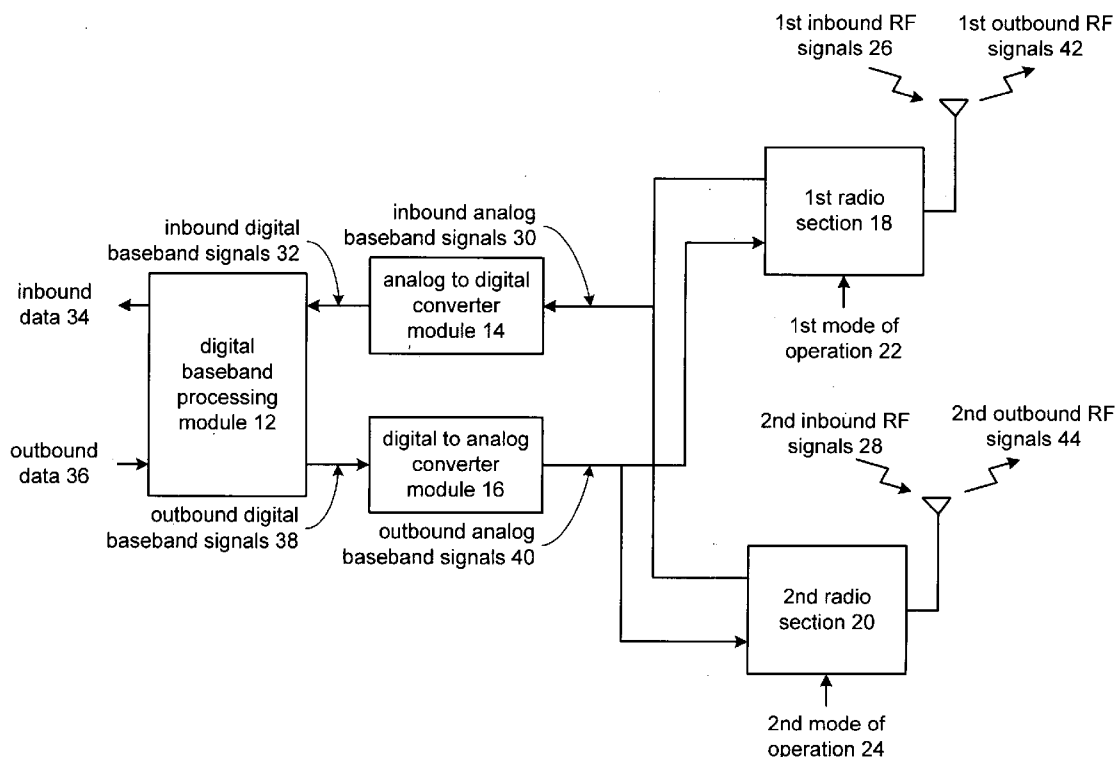 1st inbound RF
signals 26
1st outbound RF
signals 42
1st radio
section 18
inbound digital
baseband signals 32
inbound analog
baseband signals 30
inbound
data 34
analog to digital
converter
module 14
1st mode of
operation 22
digital
baseband
processing
module 12
2nd inbound RF
signals 28
2nd outbound RF
signals 44
outbound
data 36
digital to analog
converter
module 16
outbound digital
baseband signals 38
outbound analog
baseband signals 40
2nd radio
section 20
2nd mode of
operation 24